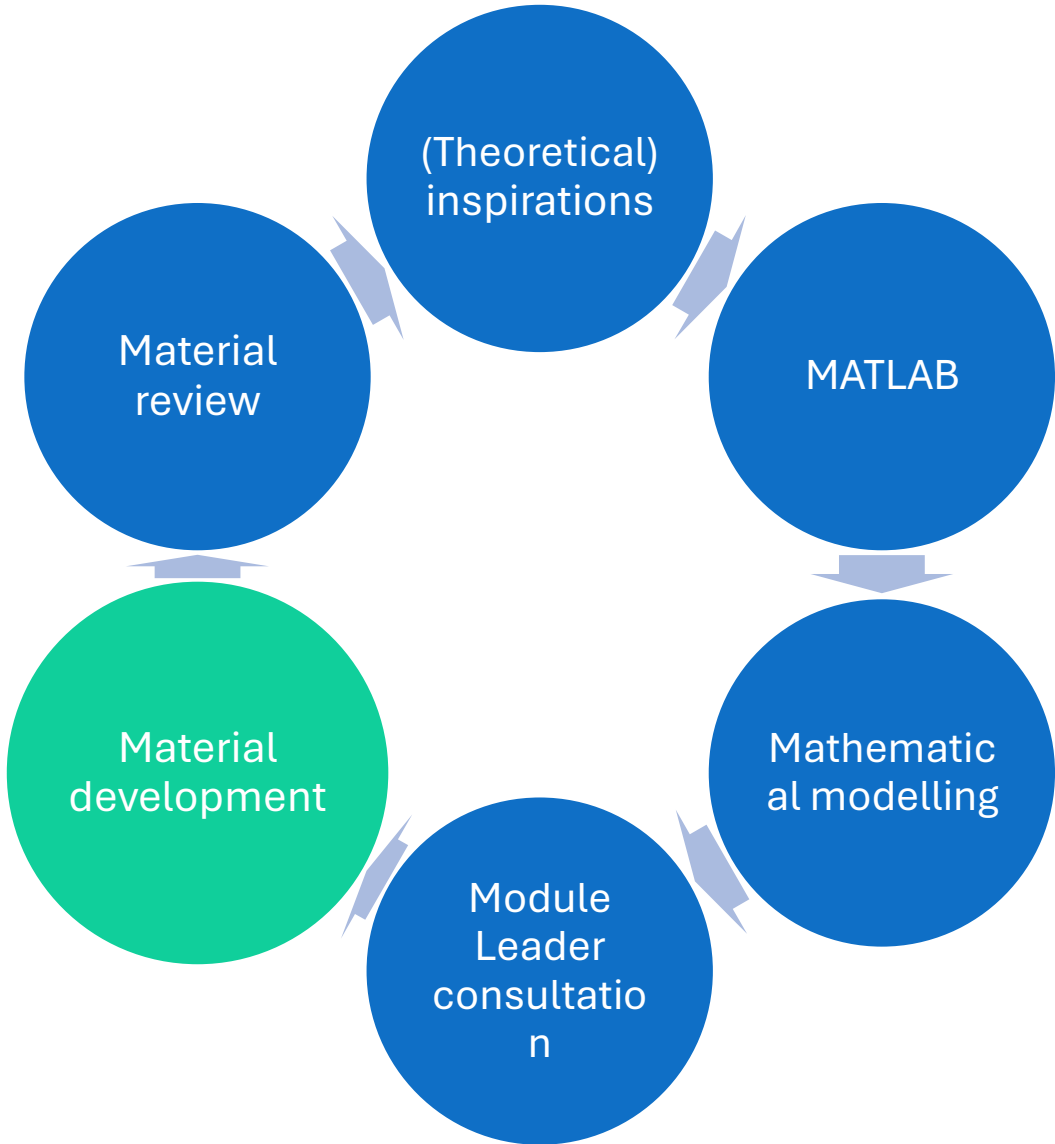 (Theoretical)
inspirations
MATLAB
Mathematic
al modelling
Module
Leader
consultatio
n
Material
development
Material
review